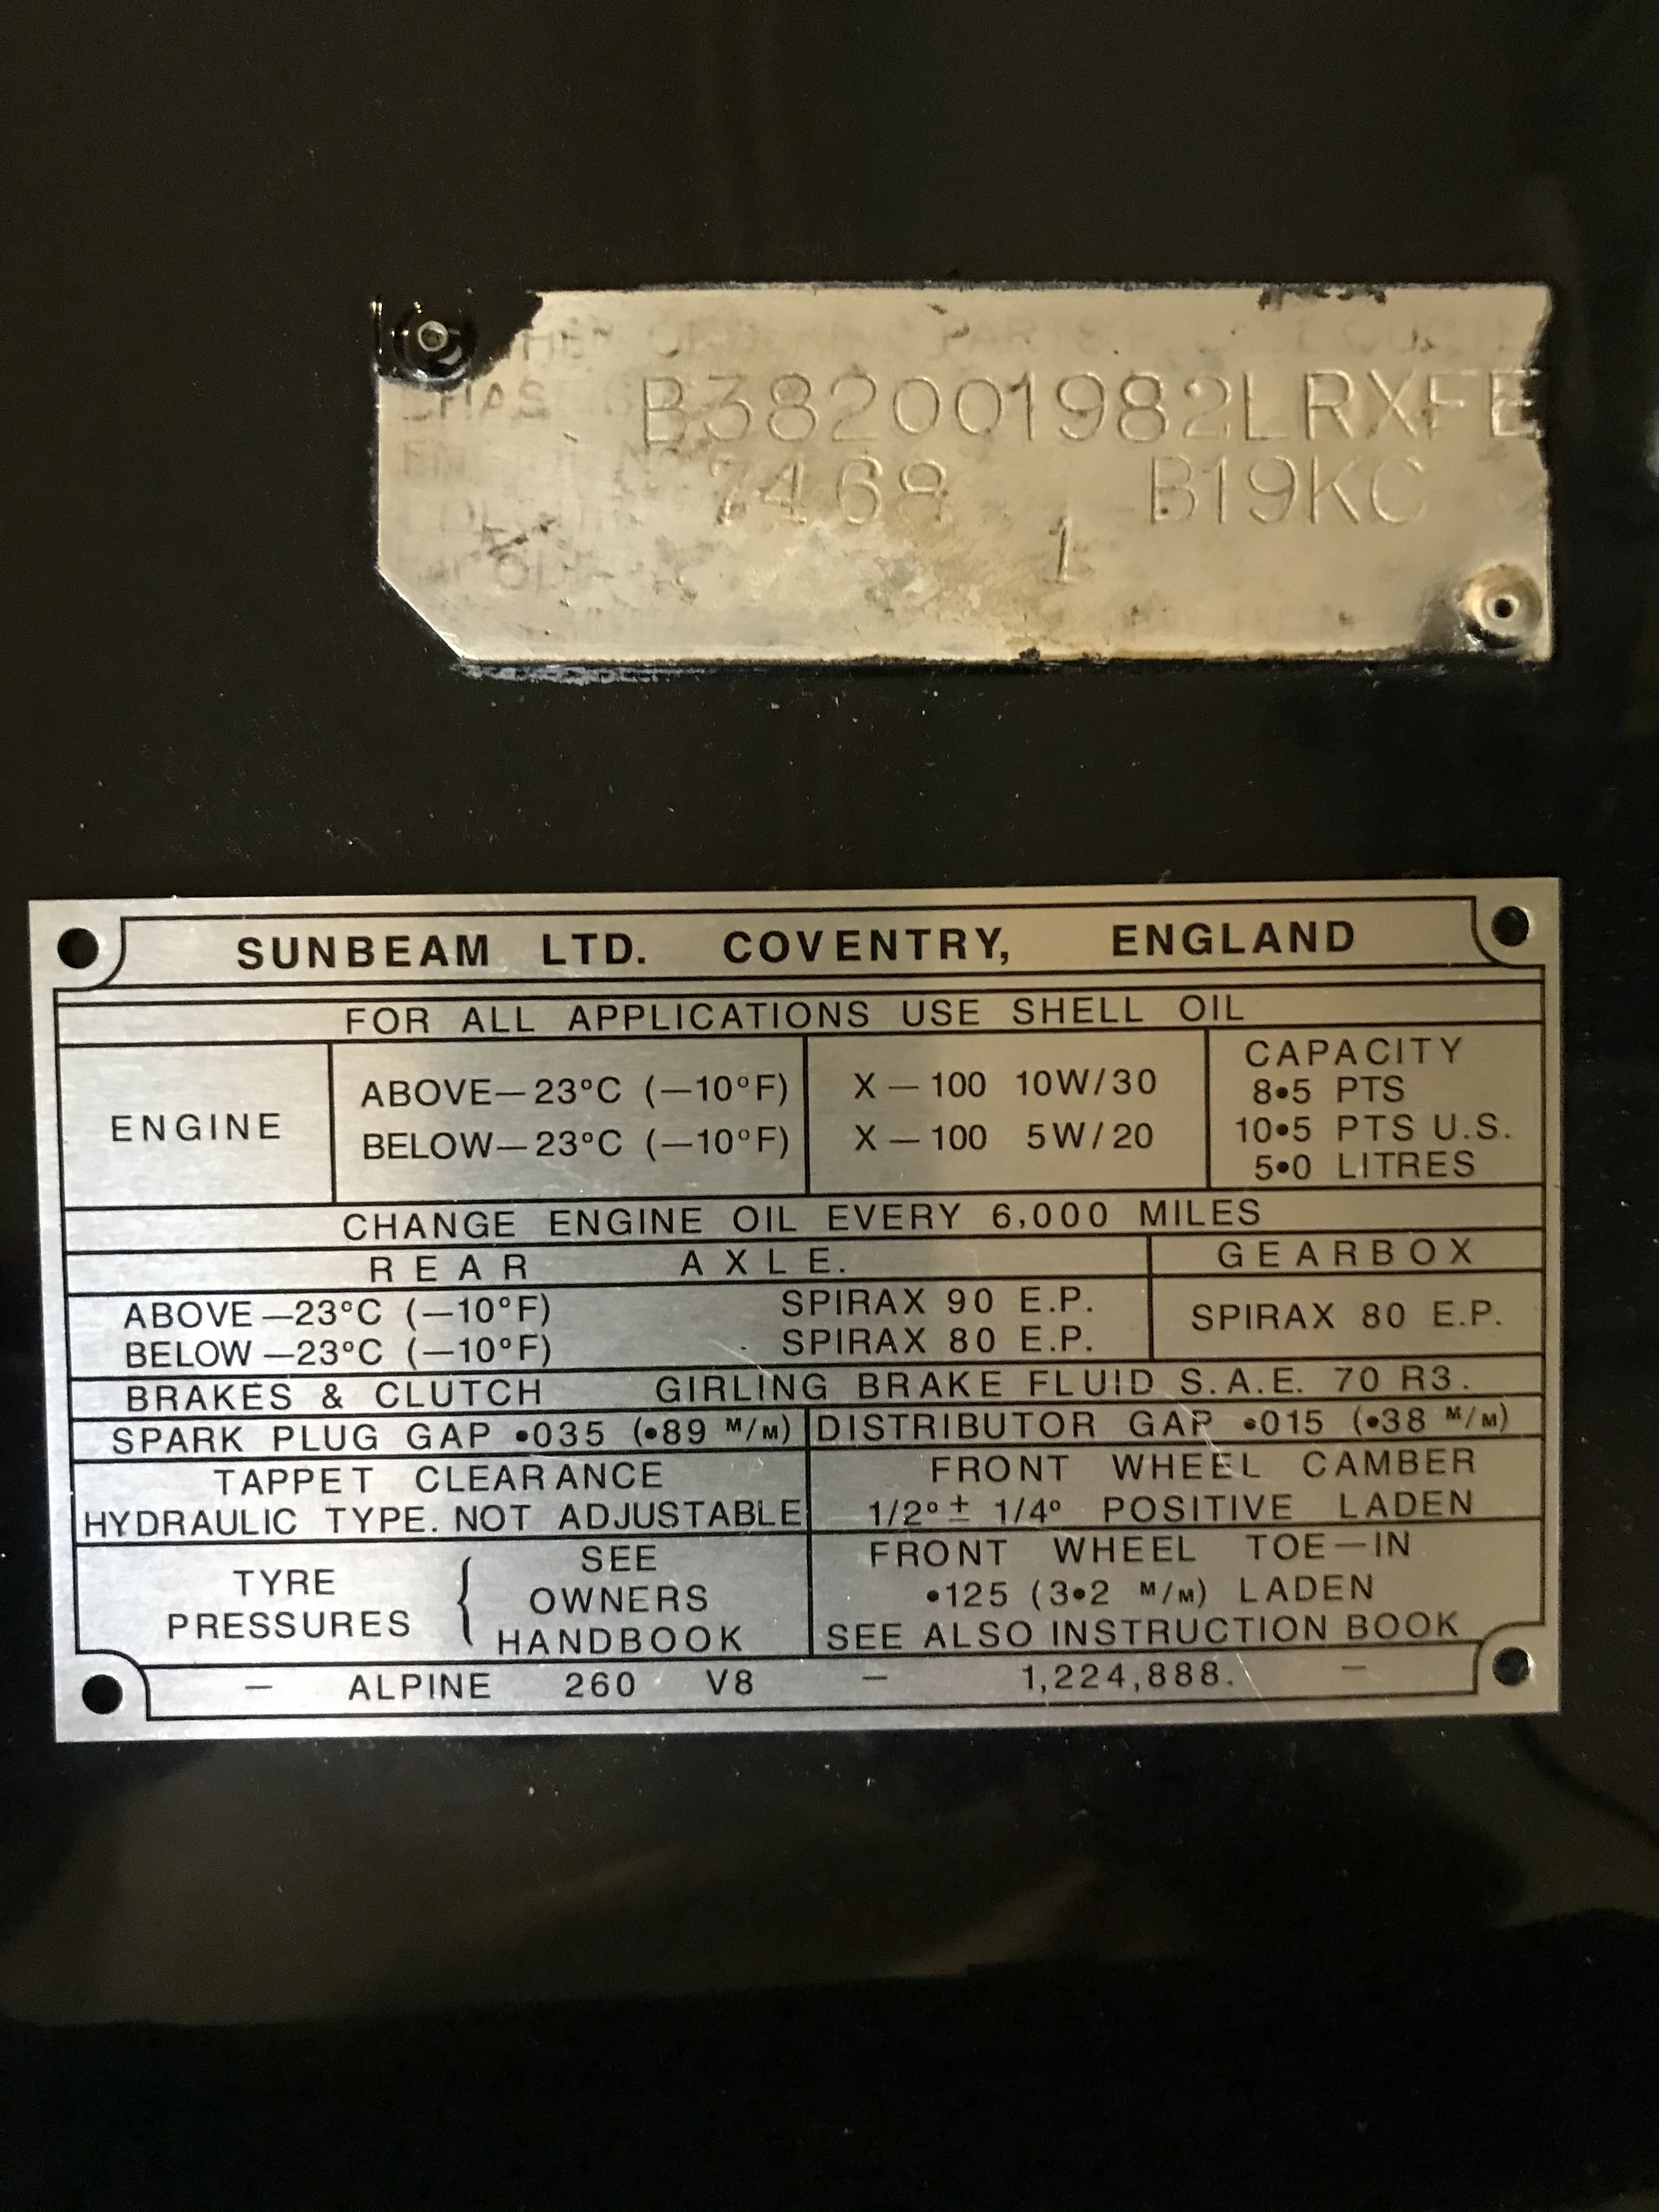 PARTS
B382001982LRXFE
7468 B19KC
1
SUNBEAM LTD. COVENTRY, ENGLAND
FOR ALL APPLICATIONS USE SHELL OIL
ENGINE
ABOVE—23°C (—10°F) X — 100 10W/30
BELOW—23°C (—10°F) X — 100 5W/20
CAPACITY
8•5 PTS
10•5 PTS U.S.
5•0 LITRES
CHANGE ENGINE OIL EVERY 6,000 MILES
REAR AXLE.
ABOVE —23°C (—10°F) SPIRAX 90 E.P.
BELOW —23°C (—10°F) SPIRAX 80 E.P.
GEARBOX
SPIRAX 80 E.P.
BRAKES & CLUTCH GIRLING BRAKE FLUID S.A.E. 70 R3.
SPARK PLUG GAP •035 (•89 M/M) DISTRIBUTOR GAP •015 (•38 M/M)
TAPPET CLEARANCE
HYDRAULIC TYPE. NOT ADJUSTABLE
FRONT WHEEL CAMBER
1/2° ± 1/4° POSITIVE LADEN
TYRE
PRESSURES
SEE
OWNERS
HANDBOOK
FRONT WHEEL TOE—IN
•125 (3•2 M/M) LADEN
SEE ALSO INSTRUCTION BOOK
— ALPINE 260 V8 — 1,224,888. —